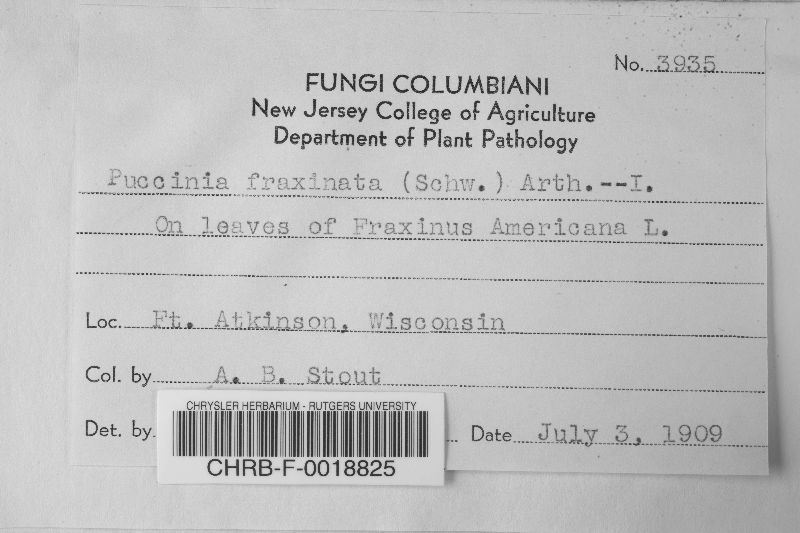 No. 3935
FUNGI COLUMBIANI
New Jersey College of Agriculture
Department of Plant Pathology
Puccinia fraxinata (Schw.) Arth.--I.
On leaves of Fraxinus Americana L.
Loc. Ft. Atkinson, Wisconsin
Col. by A. B. Stout
Det. by Date July 3, 1909
CHRYSLER HERBARIUM - RUTGERS UNIVERSITY
CHRB-F-0018825